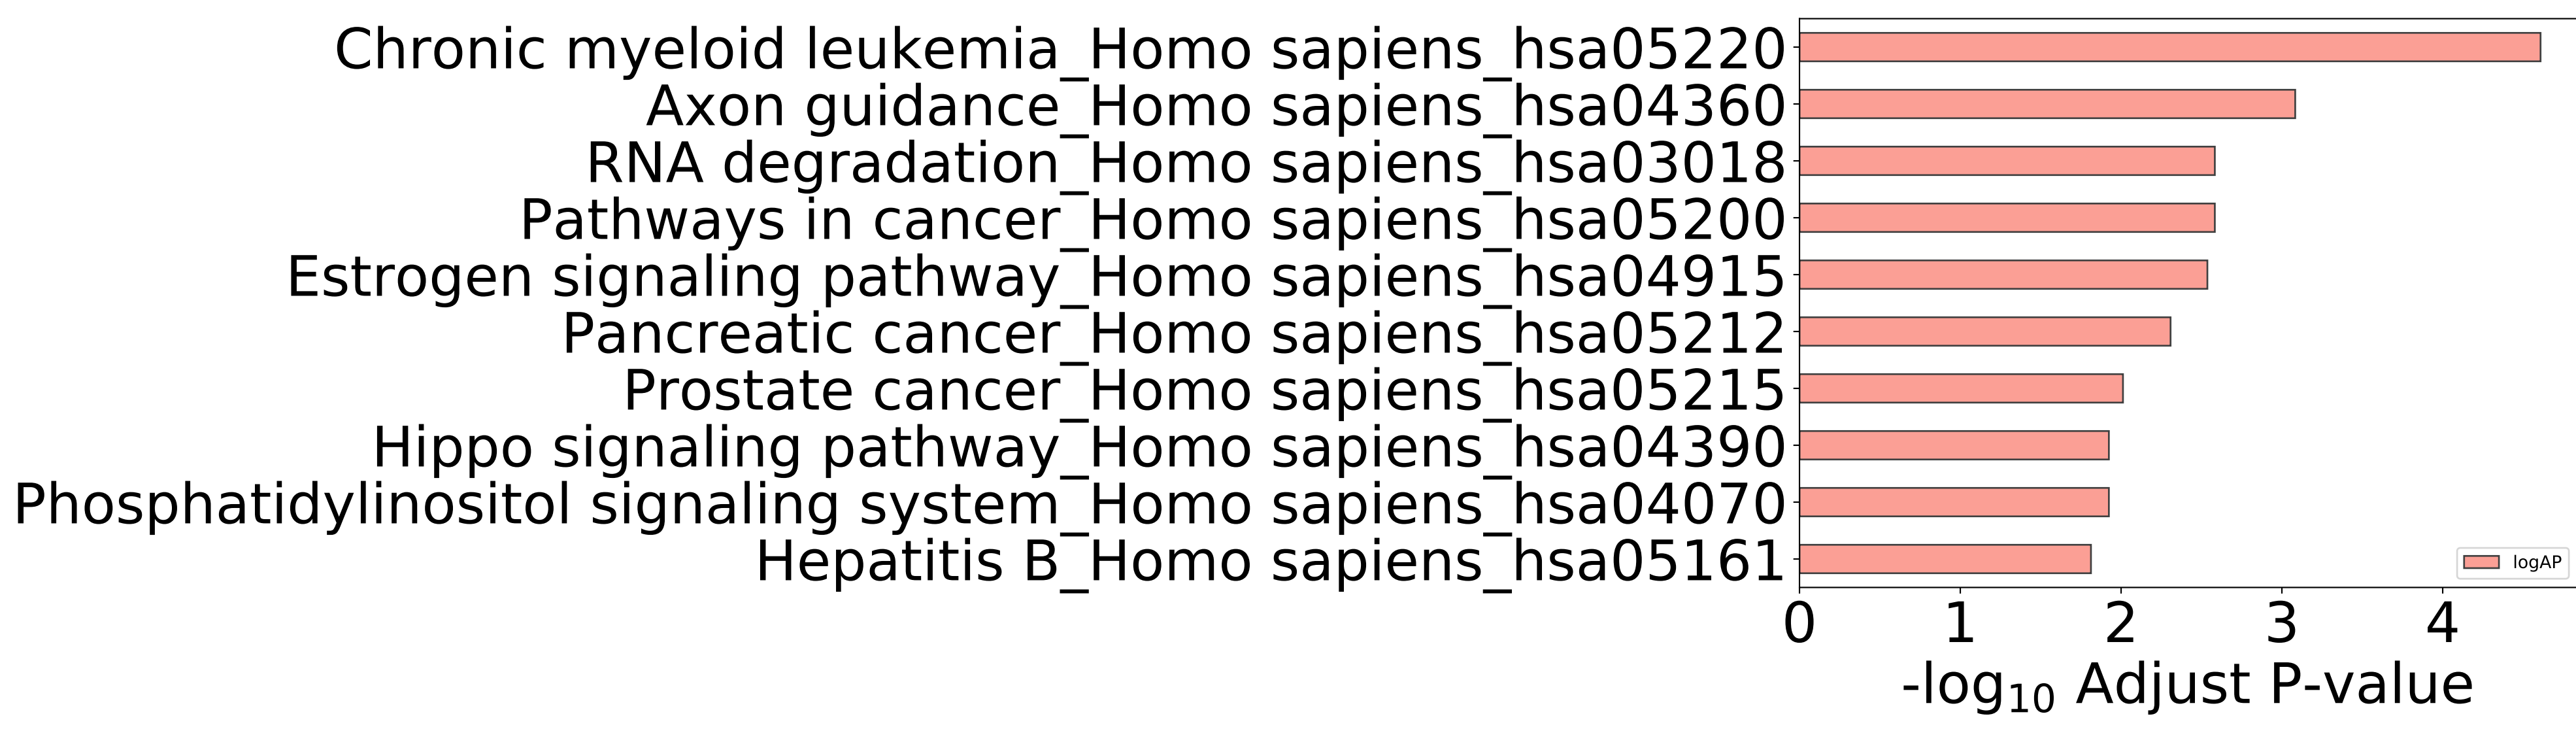 Chronic myeloid leukemia_Homo sapiens_hsa05220
Axon guidance_Homo sapiens_hsa04360
RNA degradation_Homo sapiens_hsa03018
Pathways in cancer_Homo sapiens_hsa05200
Estrogen signaling pathway_Homo sapiens_hsa04915
Pancreatic cancer_Homo sapiens_hsa05212
Prostate cancer_Homo sapiens_hsa05215
Hippo signaling pathway_Homo sapiens_hsa04390
Phosphatidylinositol signaling system_Homo sapiens_hsa04070
Hepatitis B_Homo sapiens_hsa05161
logAP
0 1 2 3 4
-log₁₀ Adjust P-value